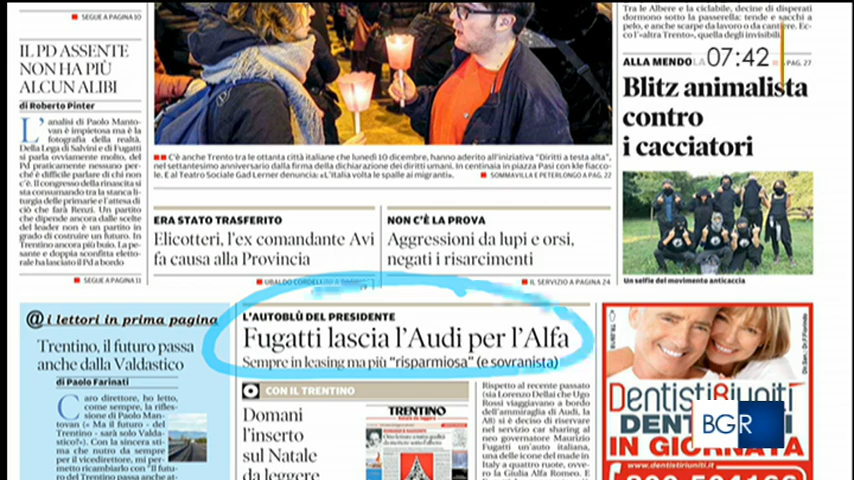 SEGUE A PAGINA 10
IL PD ASSENTE
NON HA PIÙ
ALCUN ALIBI
di Roberto Pinter
L'analisi di Paolo Manto-
van è impietosa ma è la
fotografia della realtà.
Della Lega di Salvini e di Fugatti
si parla ovviamente molto, del
Pd praticamente nessuno per-
ché è difficile parlare di chi non
c'è. Il congresso della rinascita si
sta consumando tra la stanca li-
turgia delle primarie e l'attesa di
ciò che farà Renzi. Un partito
che dipende ancora dalle scelte
del leader non è un partito in
grado di costruire un futuro. In
Trentino ancora più buio. La pe-
sante e doppia sconfitta eletto-
rale ha lasciato il Pd a bordo
SEGUE A PAGINA 11
C'è anche Trento tra le ottanta città italiane che lunedì 10 dicembre, hanno aderito all'iniziativa "Diritti a testa alta",
nel settantesimo anniversario dalla firma della dichiarazione dei diritti umani. In centinaia in piazza Pasi con kle fiacco-
le. E al Teatro Sociale Gad Lerner denuncia: «L'Italia volta le spalle ai migranti».
SOMMAVILLA E PETERLONGO A PAG. 22
Tra le Albere e la ciclabile, decine di disperati
dormono sotto la passerella: tende e sacchi a
pelo, e anche scarpe da lavoro o da
Ec-
co l'«altra Trento», quella degli invisibili.
07:42
ALLA MENDOLA
PAG. 27
Blitz animalista
contro
i cacciatori
Un selfie del movimento anticaccia
ERA STATO TRASFERITO
Elicotteri, l'ex comandante Avi
fa causa alla Provincia
UBALDO CORDELLINI
NON C'È LA PROVA
Aggressioni da lupi e orsi,
negati i risarcimenti
IL SERVIZIO A PAGINA 24
@ i lettori in prima pagina
Trentino, il futuro passa
anche dalla Valdastico
di Paolo Farinati
Caro direttore, ho letto,
come sempre, la rifles-
sione di Paolo Man-
tovan (« Ma il futuro - del
Trentino - sarà solo Valda-
stico?»). Con la sincera sti-
ma che nutro da sempre
per il vicedirettore, mi per-
metto ricambiarlo con "il futu-
ro del Trentino passa anche at-
L'AUTOBLÙ DEL PRESIDENTE
Fugatti lascia l'Audi per l'Alfa
Sempre in leasing ma più "risparmiosa" (e sovranista)
CON IL TRENTINO
Domani
l'inserto
sul Natale
da leggere
TRENTINO
Rispetto al recente passato
sia Lorenzo Dellai che Ugo
Rossi viaggiavano a bordo
dell'ammiraglia di Audi, la
A8) si è deciso di riservare
nel servizio car sharing al
neo governatore Maurizio
Fugatti un'auto italiana,
una delle icone del made in
Italy a quattro ruote, ovve-
ro la Giulia Alfa Romeo. E
DentistiRiuniti
IN GIORNATA
www.dentistiriuniti.it
BGR